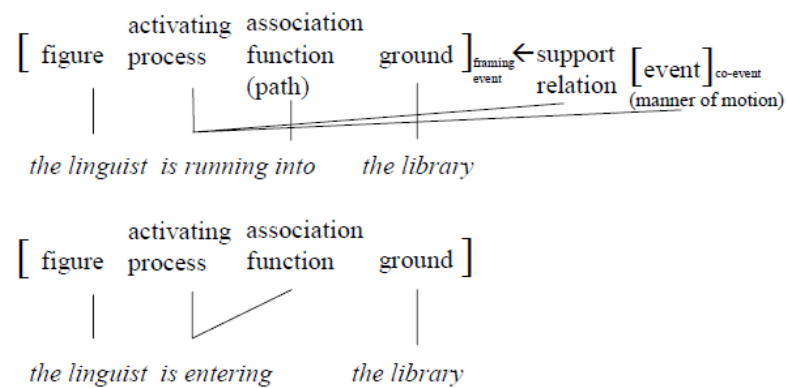 [ figure activating process association function (path) ground ] framing event ← support relation [event] co-event (manner of motion)
the linguist is running into the library
[ figure activating process association function ground ]
the linguist is entering the library